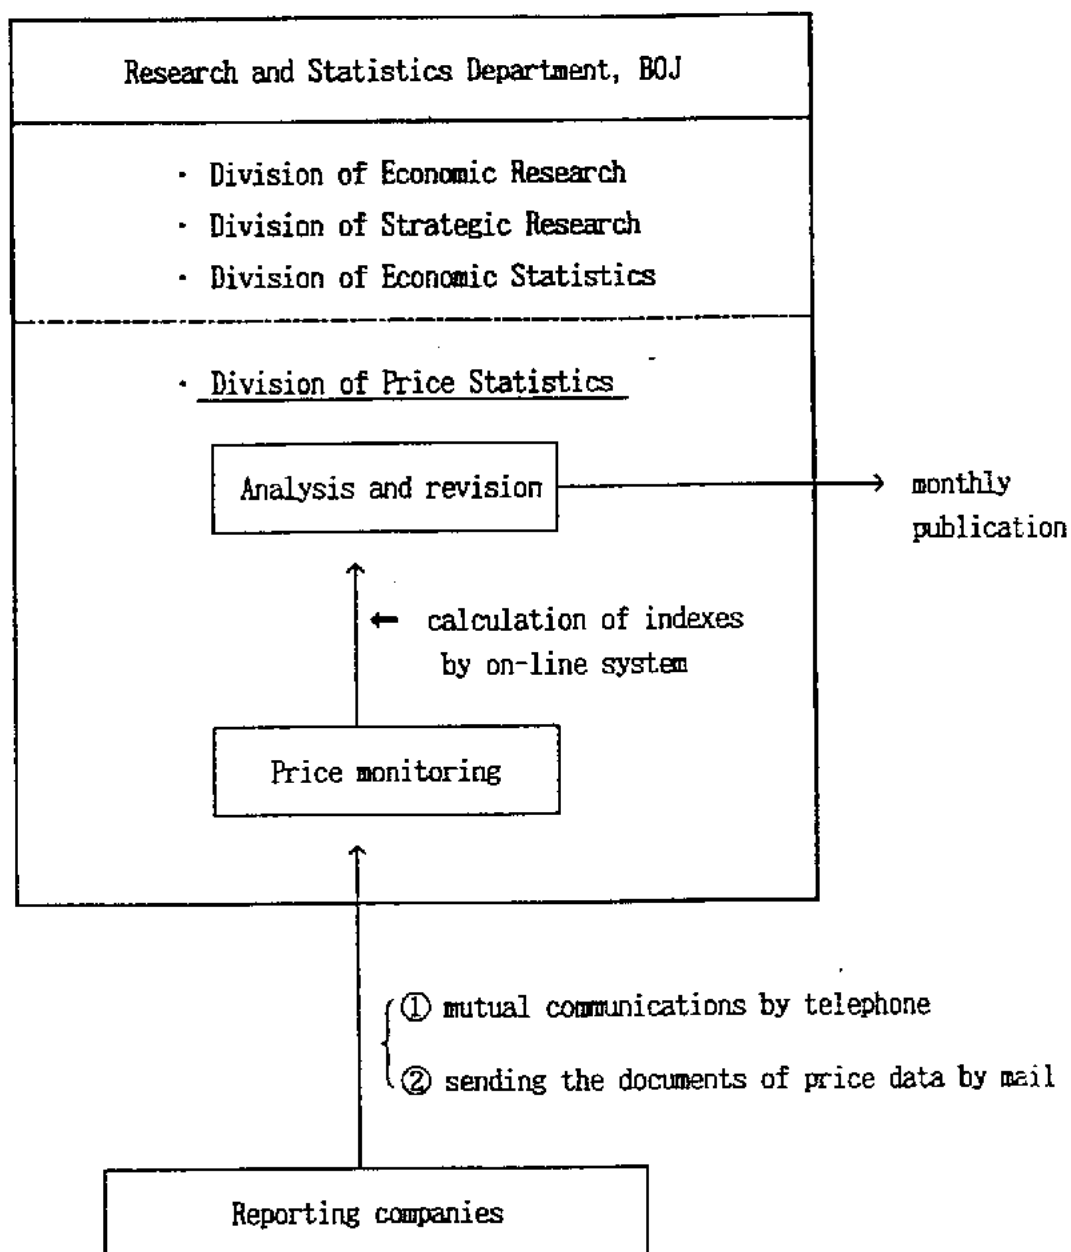 Research and Statistics Department, BOJ
· Division of Economic Research
· Division of Strategic Research
· Division of Economic Statistics
· Division of Price Statistics
Analysis and revision
monthly
publication
calculation of indexes
by on-line system
Price monitoring
① mutual communications by telephone
② sending the documents of price data by mail
Reporting companies